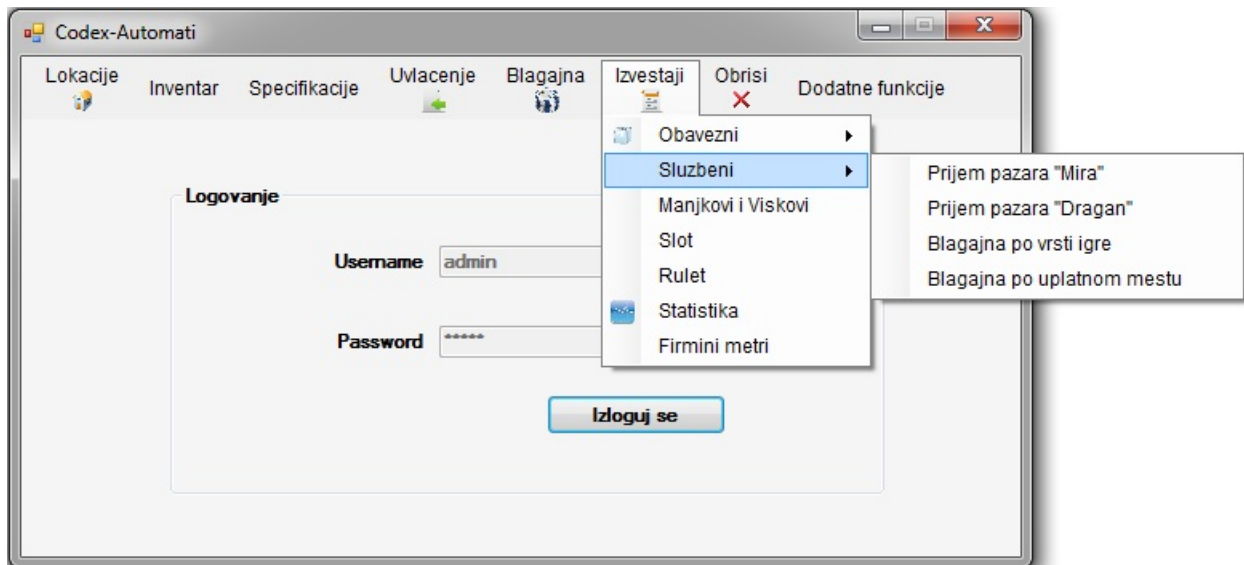 Codex-Automati
Lokacije Inventar Specifikacije Uvlacenje Blagajna Izvestaji Obrisi Dodatne funkcije
Obavezni
Sluzbeni
Manjkovi i Viskovi
Slot
Rulet
Statistika
Firmini metri
Prijem pazara "Mira"
Prijem pazara "Dragan"
Blagajna po vrsti igre
Blagajna po uplatnom mestu
Logovanje
Username admin
Password *****
Izloguj se